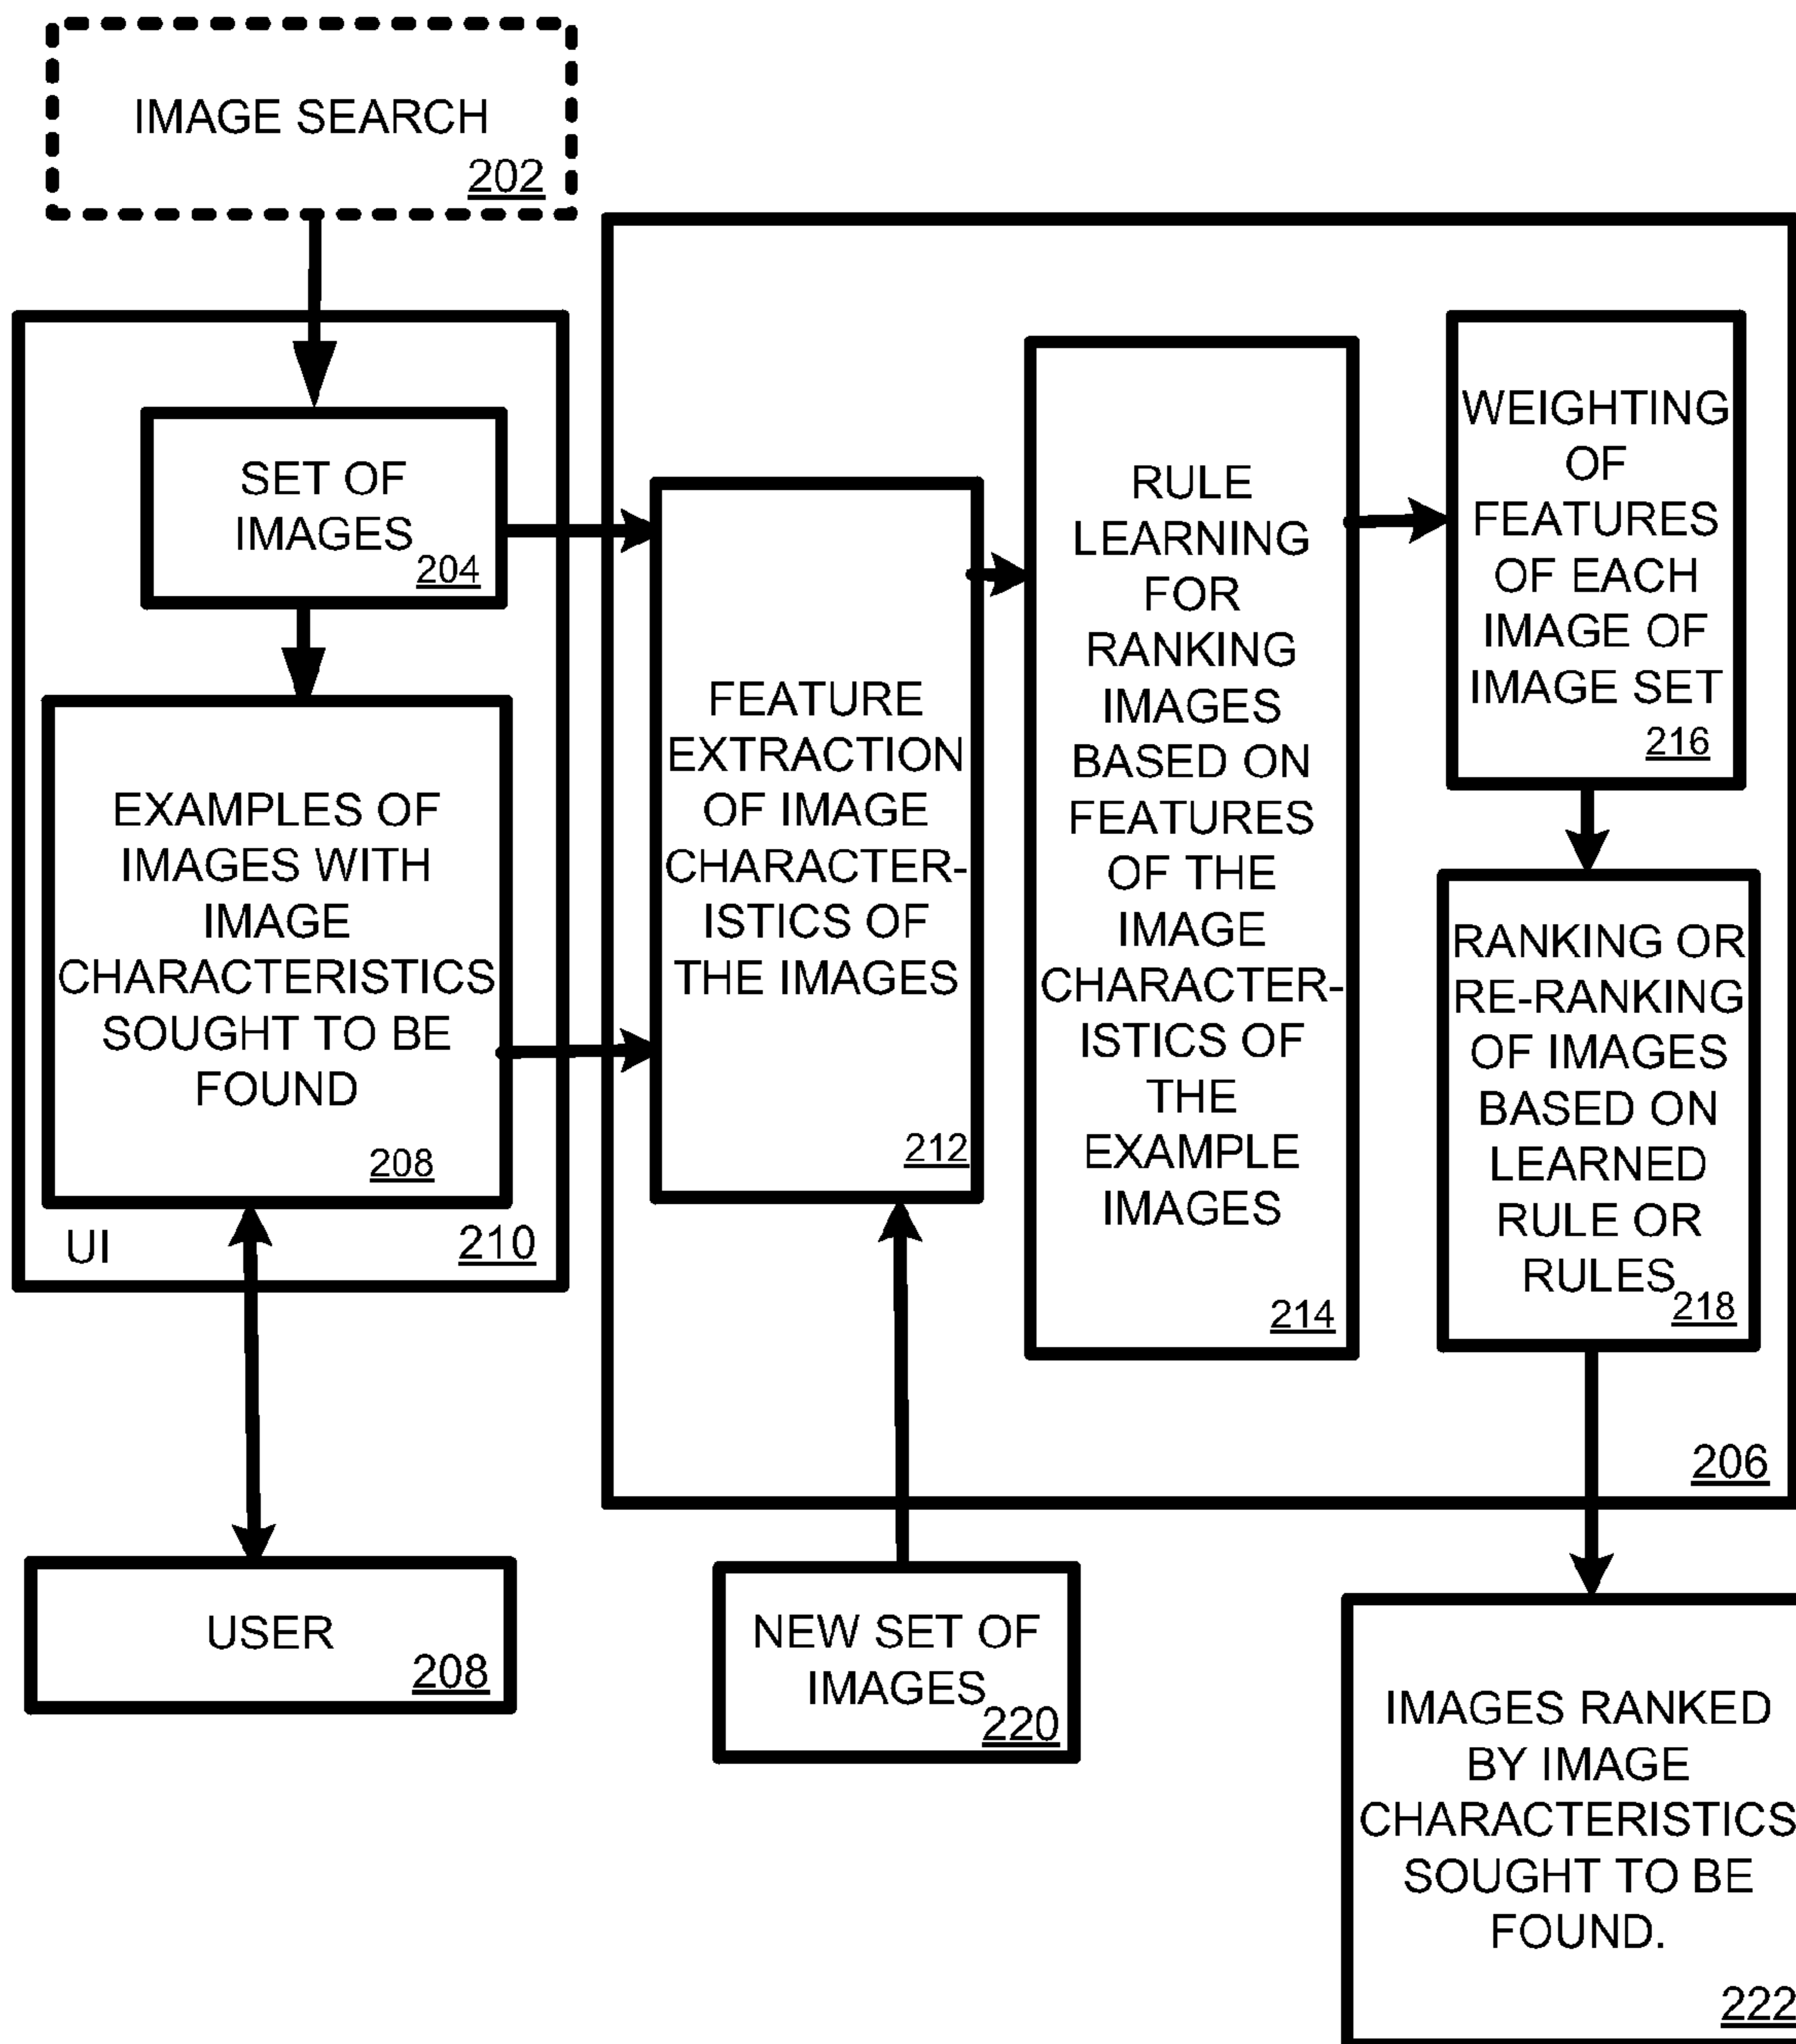 IMAGE SEARCH
202
SET OF
IMAGES
204
EXAMPLES OF
IMAGES WITH
IMAGE
CHARACTERISTICS
SOUGHT TO BE
FOUND
208
UI
210
USER
208
FEATURE
EXTRACTION
OF IMAGE
CHARACTER-
ISTICS OF
THE IMAGES
212
RULE
LEARNING
FOR
RANKING
IMAGES
BASED ON
FEATURES
OF THE
IMAGE
CHARACTER-
ISTICS OF
THE
EXAMPLE
IMAGES
214
WEIGHTING
OF
FEATURES
OF EACH
IMAGE OF
IMAGE SET
216
RANKING OR
RE-RANKING
OF IMAGES
BASED ON
LEARNED
RULE OR
RULES
218
206
NEW SET OF
IMAGES
220
IMAGES RANKED
BY IMAGE
CHARACTERISTICS
SOUGHT TO BE
FOUND.
222